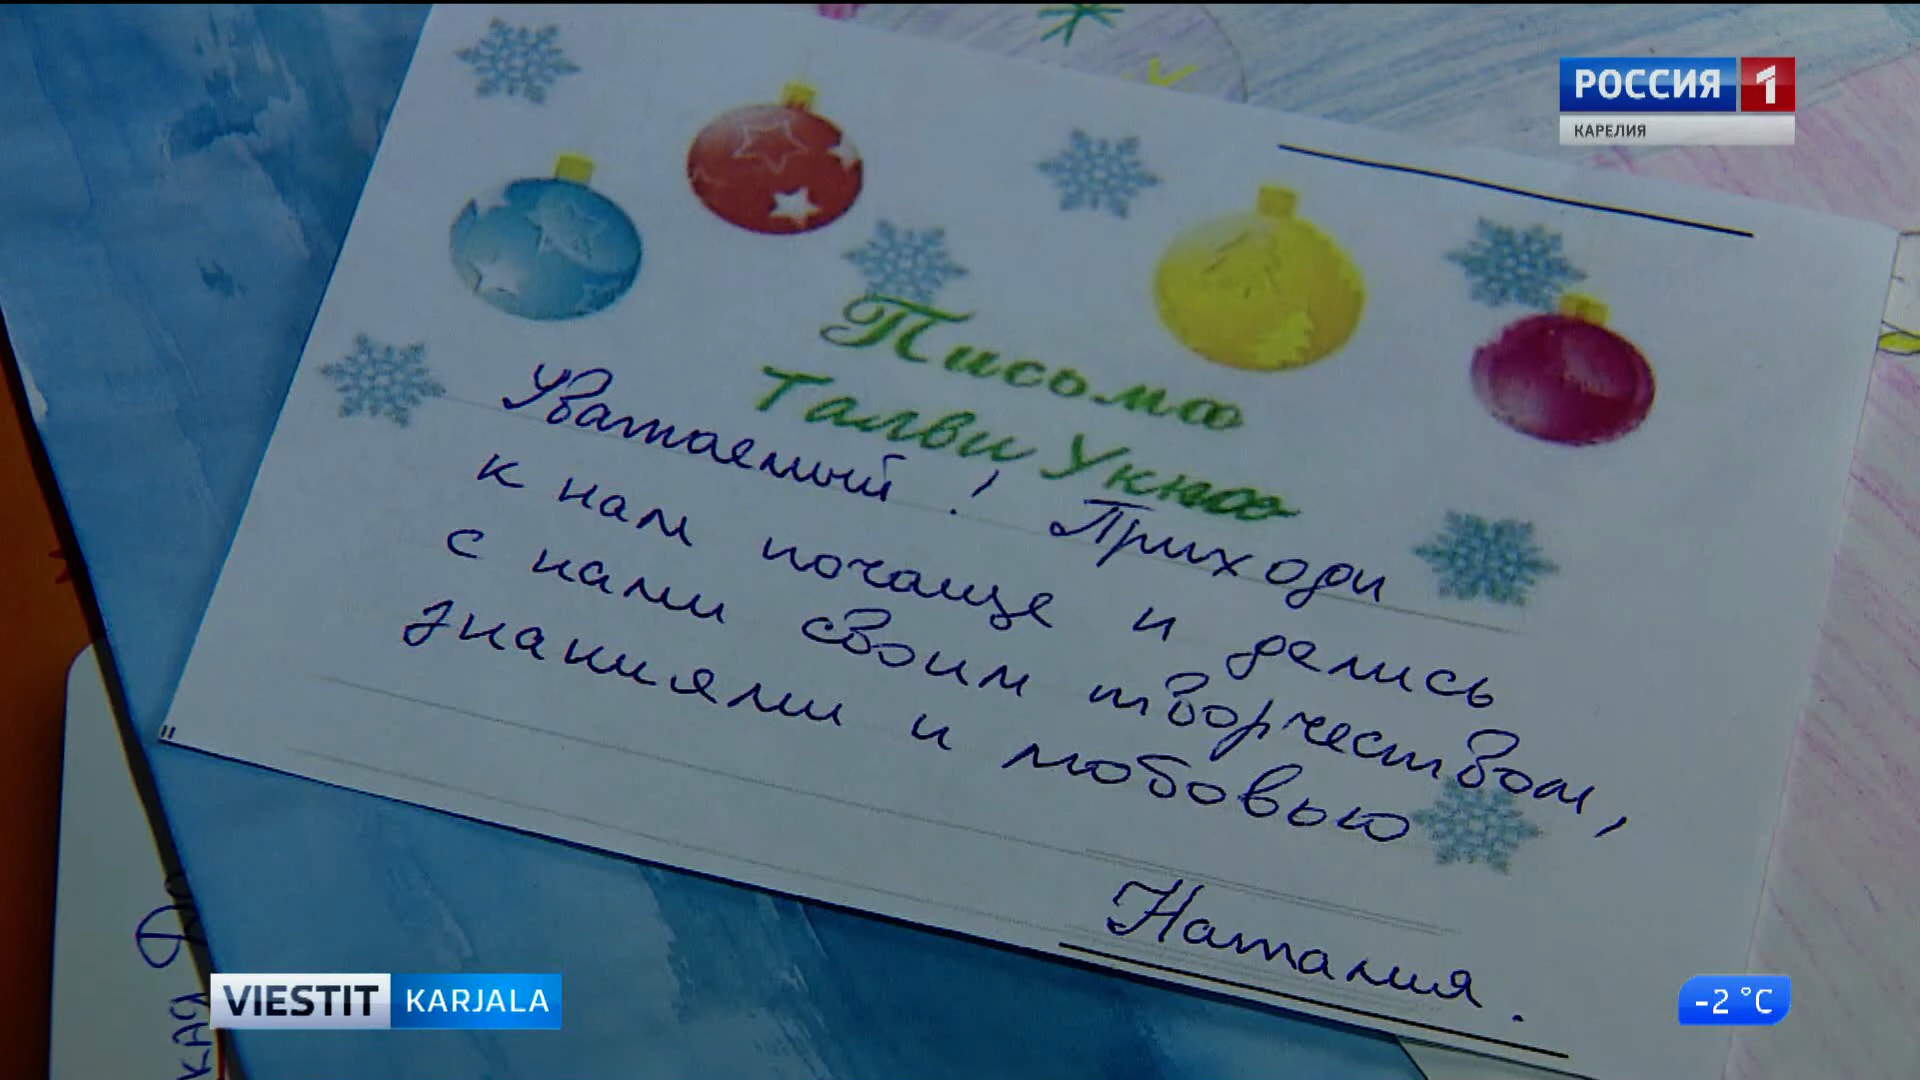 РОССИЯ 1
КАРЕЛИЯ
Письмо
Талви Укко
Уважаемый! Приходи
к нам почаще и делись
с нами своим творчеством,
знаниями и любовью
Наталия.
VIESTIT KARJALA
-2 °C
кая